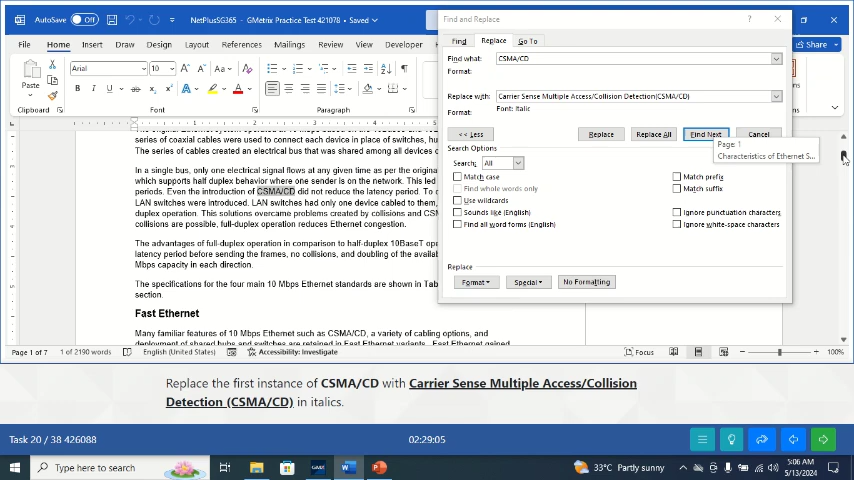 AutoSave Off NetPlusSG365 - GMetrix Practice Test 421078 • Saved
File Home Insert Draw Design Layout References Mailings Review View Developer Share
Paste Arial 10
Clipboard Font Paragraph
series of coaxial cables were used to connect each device in place of switches, hu
The series of cables created an electrical bus that was shared among all devices o
In a single bus, only one electrical flows at any given time as per the original
which supports half duplex behavior where one sender is on the network. This led
periods. Even the introduction of CSMA/CD did not reduce the latency period. To
LAN switches were introduced. LAN switches had only one device cabled to them,
duplex operation. This solutions overcame problems created by collisions and CSM
collisions are possible, full-duplex operation reduces Ethernet congestion.
The advantages of full-duplex operation in comparison to half-duplex 10BaseT ope
latency period before sending the frames, no collisions, and doubling of the availa
Mbps capacity in each direction.
The specifications for the four main 10 Mbps Ethernet standards are shown in Tab
section.
Fast Ethernet
Many familiar features of 10 Mbps Ethernet such as CSMA/CD, a variety of cabling options, and
Find and Replace
Find Replace Go To
Find what: CSMA/CD
Format:
Replace with: Carrier Sense Multiple Access/Collision Detection(CSMA/CD)
Format: Font: Italic
<< Less Replace Replace All Find Next Cancel
Page: 1
Characteristics of Ethernet S...
Search Options
Search: All
Match case Match prefix
Find whole words only Match suffix
Use wildcards
Sounds like (English) Ignore punctuation characters
Find all word forms (English) Ignore white-space characters
Replace
Format Special No Formatting
Page 1 of 7 1 of 2190 words English (United States) Accessibility: Investigate Focus 100%
Replace the first instance of CSMA/CD with Carrier Sense Multiple Access/Collision
Detection (CSMA/CD) in italics.
Task 20 / 38 426088 02:29:05
Type here to search 33°C Partly sunny 5:06 AM
5/13/2024